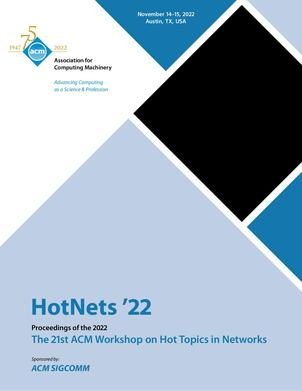 November 14–15, 2022
Austin, TX, USA
75
1947
2022
acm
Association for
Computing Machinery
Advancing Computing
as a Science & Profession
HotNets '22
Proceedings of the 2022
The 21st ACM Workshop on Hot Topics in Networks
Sponsored by:
ACM SIGCOMM